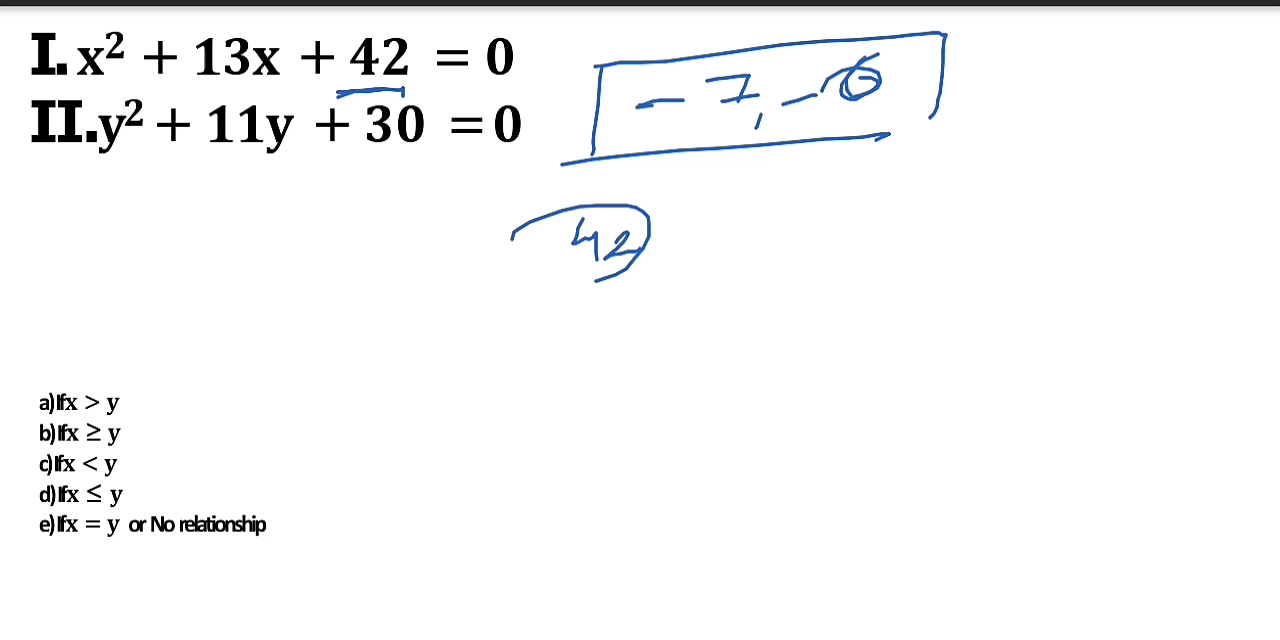 I. x² + 13x + 42 = 0
II. y² + 11y + 30 = 0
- 7, - 6
42
a) If x > y
b) If x ≥ y
c) If x < y
d) If x ≤ y
e) If x = y or No relationship